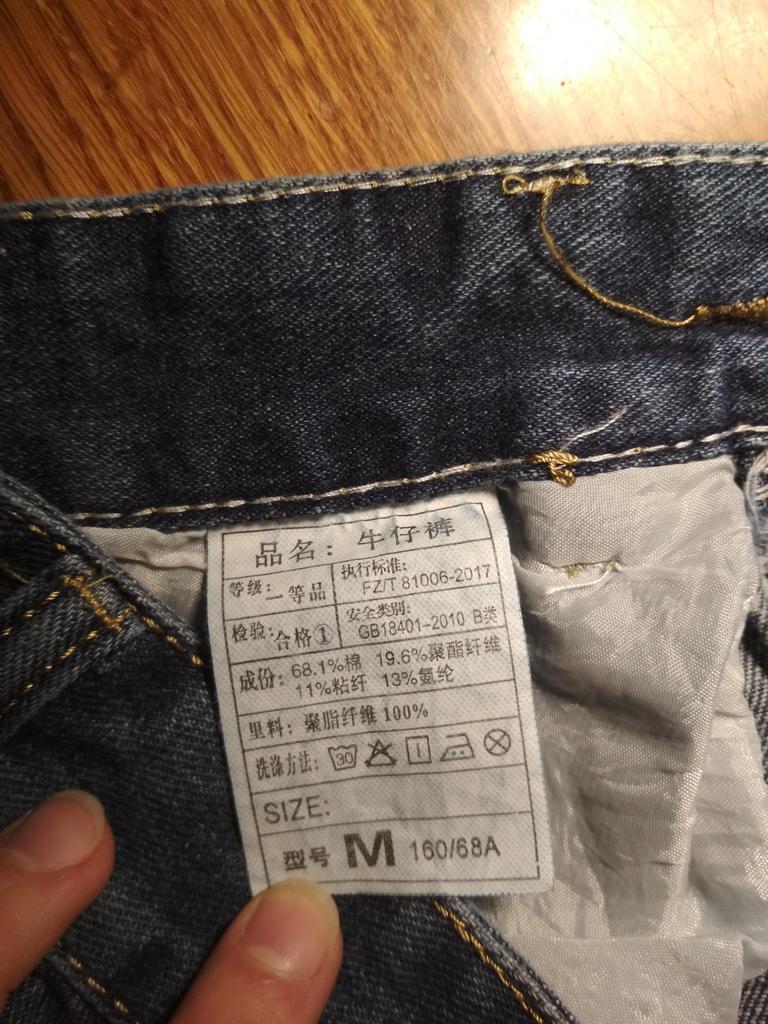 品名: 牛仔裤
等级: 一等品
执行标准:
FZ/T 81006-2017
检验: 合格①
安全类别:
GB18401-2010 B类
成份: 68.1%棉 19.6%聚酯纤维
11%粘纤 13%氨纶
里料: 聚脂纤维 100%
洗涤方法: 30
SIZE:
型号 M 160/68A